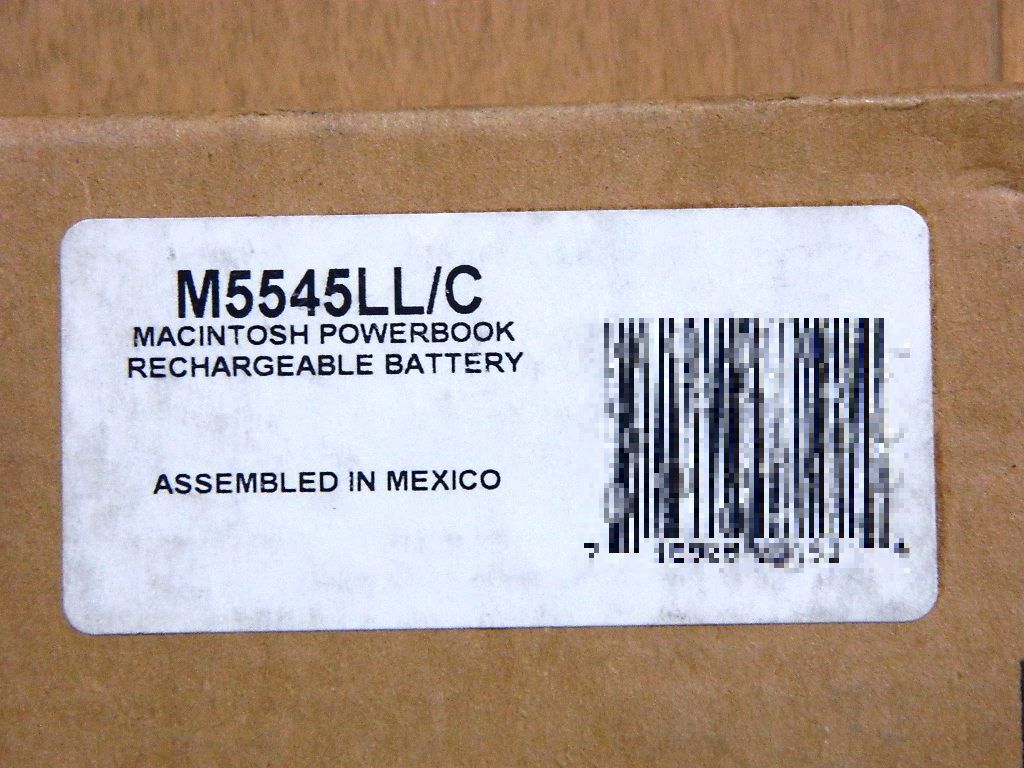 M5545LL/C
MACINTOSH POWERBOOK
RECHARGEABLE BATTERY
ASSEMBLED IN MEXICO